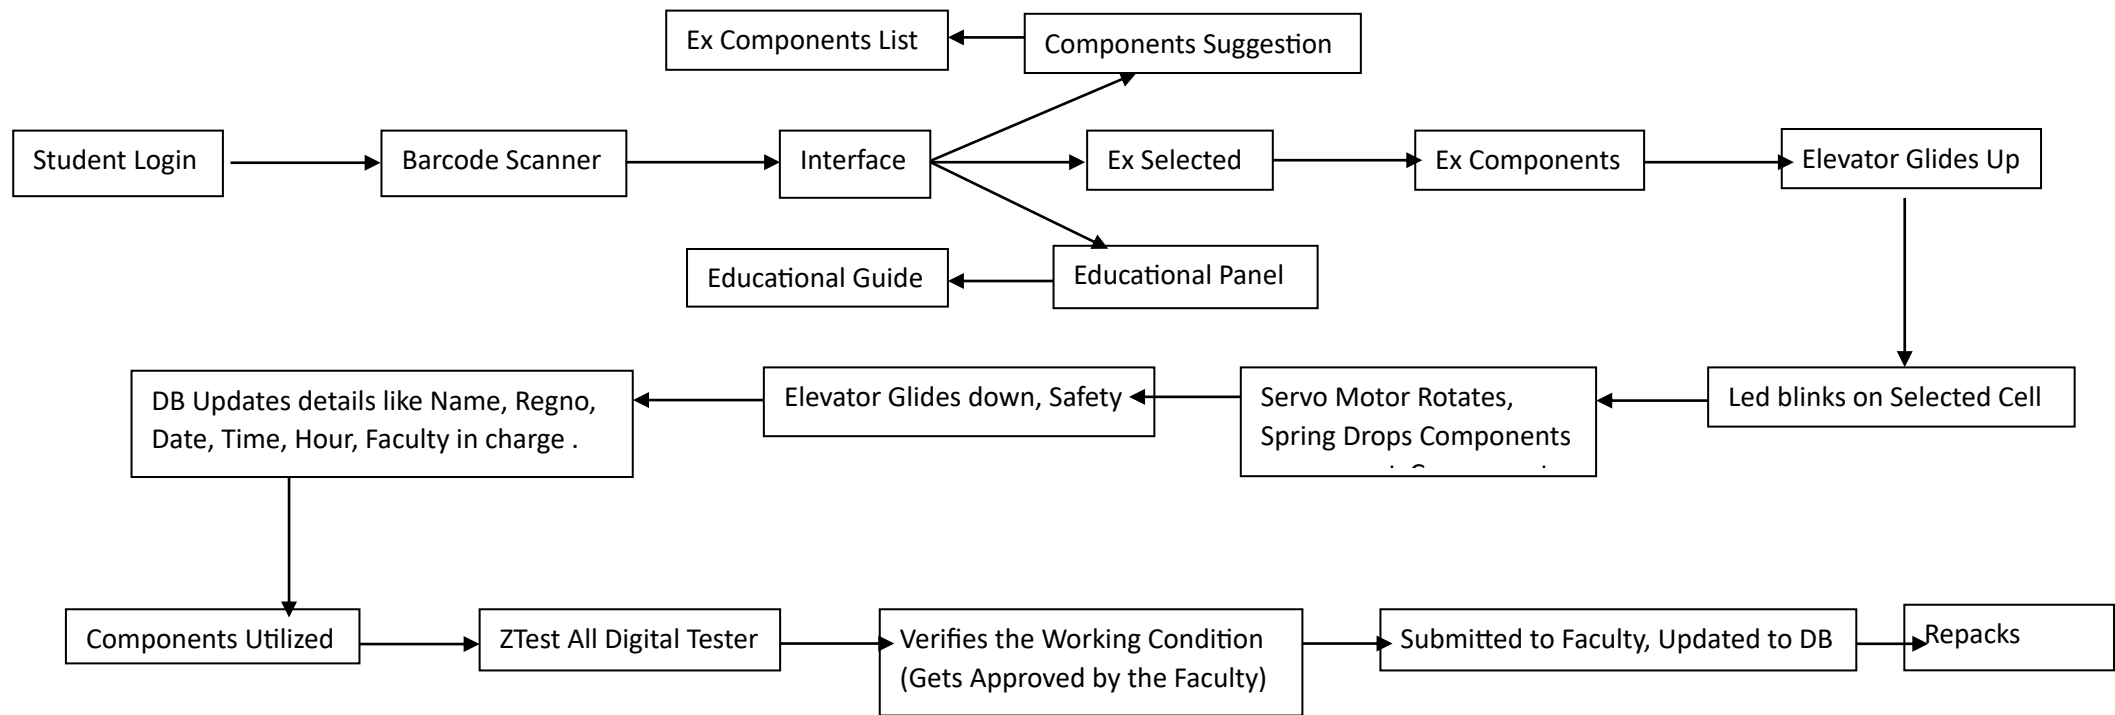 Ex Components List
Components Suggestion
Student Login
Barcode Scanner
Interface
Ex Selected
Ex Components
Elevator Glides Up
Educational Guide
Educational Panel
DB Updates details like Name, Regno,
Date, Time, Hour, Faculty in charge .
Elevator Glides down, Safety
Servo Motor Rotates,
Spring Drops Components
Led blinks on Selected Cell
Components Utilized
ZTest All Digital Tester
Verifies the Working Condition
(Gets Approved by the Faculty)
Submitted to Faculty, Updated to DB
Repacks